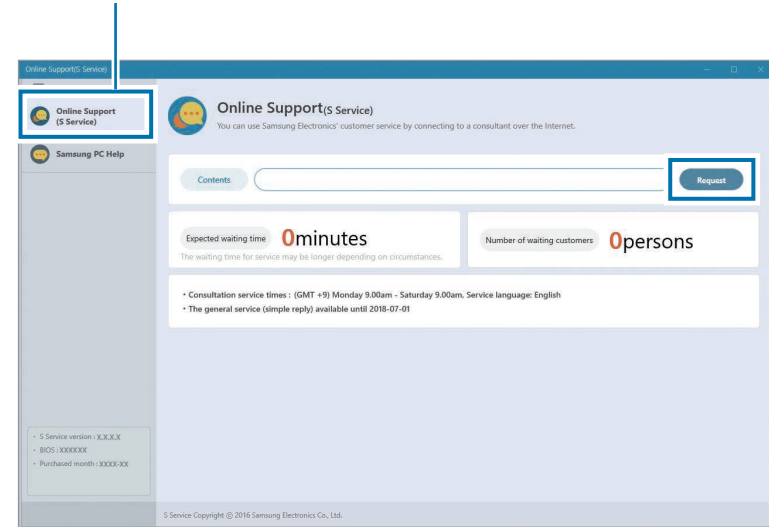 Online Support(S Service)
Online Support
(S Service)
Samsung PC Help
Online Support(S Service)
You can use Samsung Electronics' customer service by connecting to a consultant over the Internet.
Contents
Request
Expected waiting time 0minutes
The waiting time for service may be longer depending on circumstances.
Number of waiting customers 0persons
• Consultation service times : (GMT +9) Monday 9.00am - Saturday 9.00am, Service language: English
• The general service (simple reply) available until 2018-07-01
• S Service version : X.X.X.X
• BIOS : XXXXXX
• Purchased month : XXXX-XX
S Service Copyright ⓒ 2016 Samsung Electronics Co., Ltd.